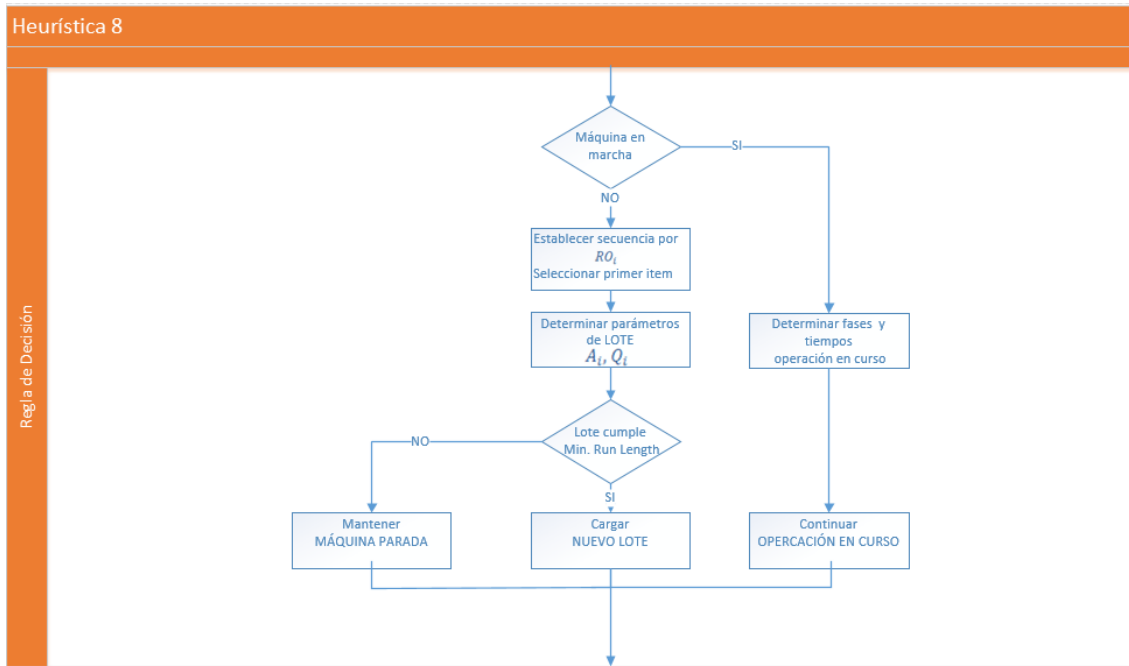 Heurística 8
Regla de Decisión
Máquina en
marcha
SI
NO
Establecer secuencia por
ROᵢ
Seleccionar primer item
Determinar parámetros
de LOTE
Aᵢ, Qᵢ
Determinar fases y
tiempos
operación en curso
Lote cumple
Min. Run Length
NO
SI
Mantener
MÁQUINA PARADA
Cargar
NUEVO LOTE
Continuar
OPERCACIÓN EN CURSO